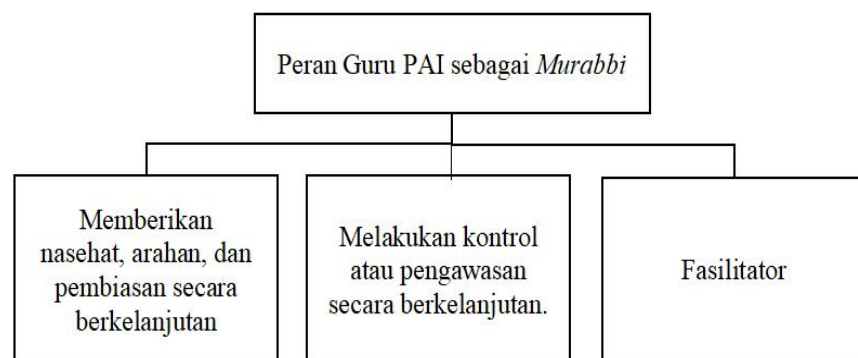 Peran Guru PAI sebagai Murabbi
Memberikan
nasehat, arahan, dan
pembiasan secara
berkelanjutan
Melakukan kontrol
atau pengawasan
secara berkelanjutan.
Fasilitator